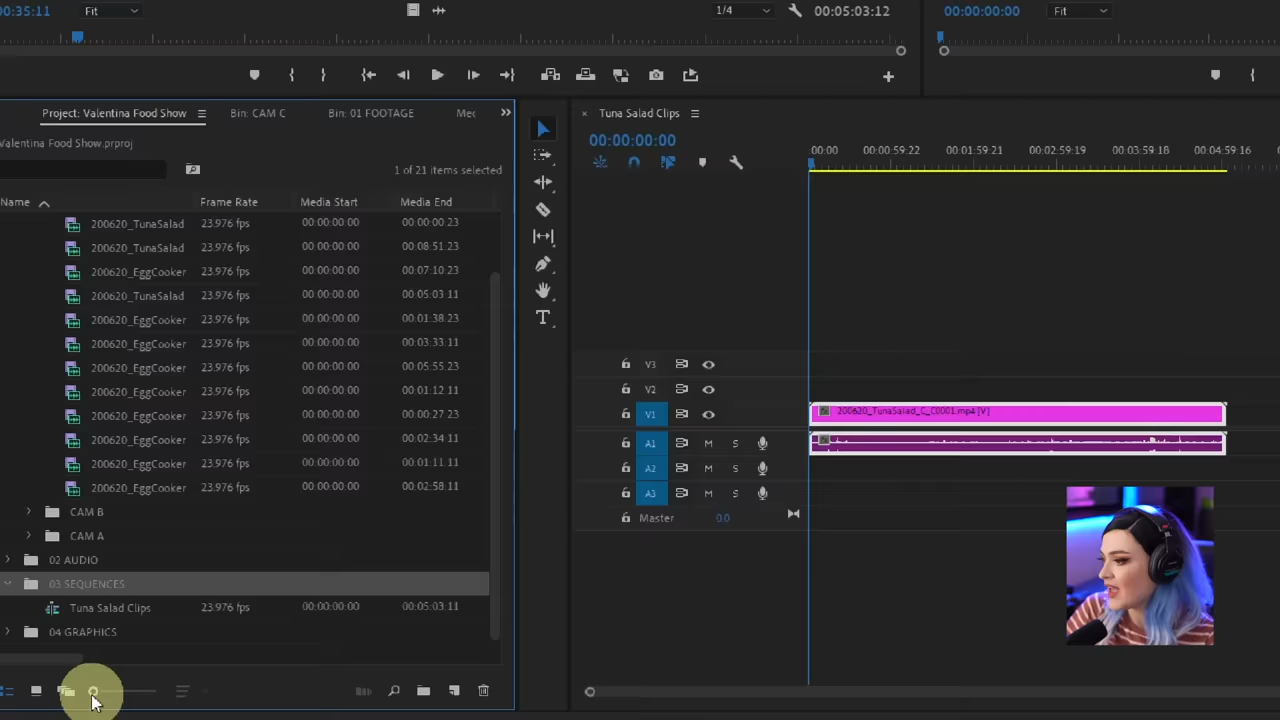 00:35:11 Fit 1/4 00:05:03:12 00:00:00:00 Fit
Project: Valentina Food Show Bin: CAM C Bin: 01 FOOTAGE Mec
Valentina Food Show.prproj
1 of 21 items selected
Name Frame Rate Media Start Media End
200620_TunaSalad 23.976 fps 00:00:00:00 00:00:00:23
200620_TunaSalad 23.976 fps 00:00:00:00 00:08:51:23
200620_EggCooker 23.976 fps 00:00:00:00 00:07:10:23
200620_TunaSalad 23.976 fps 00:00:00:00 00:05:03:11
200620_EggCooker 23.976 fps 00:00:00:00 00:01:38:23
200620_EggCooker 23.976 fps 00:00:00:00 00:03:33:11
200620_EggCooker 23.976 fps 00:00:00:00 00:05:55:23
200620_EggCooker 23.976 fps 00:00:00:00 00:01:12:11
200620_EggCooker 23.976 fps 00:00:00:00 00:00:27:23
200620_EggCooker 23.976 fps 00:00:00:00 00:02:34:11
200620_EggCooker 23.976 fps 00:00:00:00 00:01:11:11
200620_EggCooker 23.976 fps 00:00:00:00 00:02:58:11
CAM B
CAM A
02 AUDIO
03 SEQUENCES
Tuna Salad Clips 23.976 fps 00:00:00:00 00:05:03:11
04 GRAPHICS
T
× Tuna Salad Clips
00:00:00:00
:00:00 00:00:59:22 00:01:59:21 00:02:59:19 00:03:59:18 00:04:59:16
V3
V2
V1 fx 200620_TunaSalad_C_C0001.mp4 [V]
A1 M S fx
A2 M S
A3 M S
Master 0.0